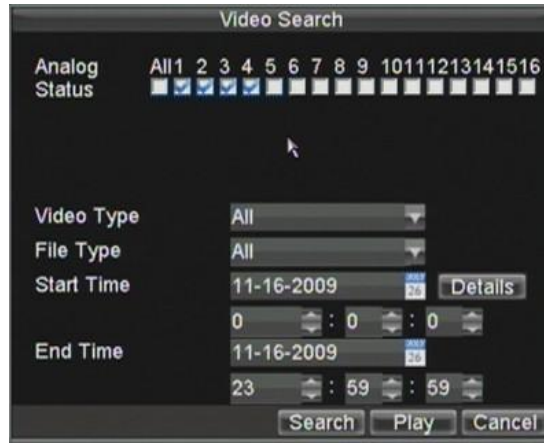 Video Search
Analog All 1 2 3 4 5 6 7 8 9 10 11 12 13 14 15 16
Status
Video Type All
File Type All
Start Time 11-16-2009 26 Details
0 : 0 : 0
End Time 11-16-2009 26
23 : 59 : 59
Search Play Cancel